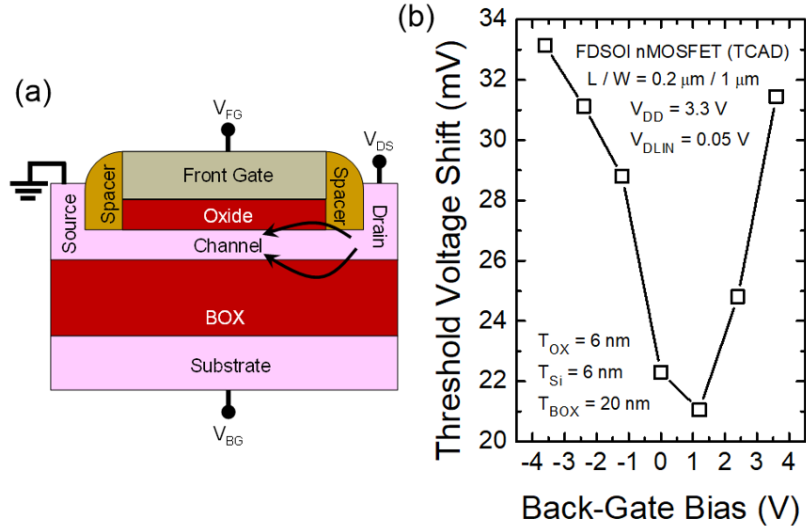 (a)
V_FG
V_DS
Source
Spacer
Front Gate
Spacer
Drain
Oxide
Channel
BOX
Substrate
V_BG
(b)
Threshold Voltage Shift (mV)
34
32
30
28
26
24
22
20
FDSOI nMOSFET (TCAD)
L / W = 0.2 μm / 1 μm
V_DD = 3.3 V
V_DLIN = 0.05 V
T_OX = 6 nm
T_Si = 6 nm
T_BOX = 20 nm
-4 -3 -2 -1 0 1 2 3 4
Back-Gate Bias (V)